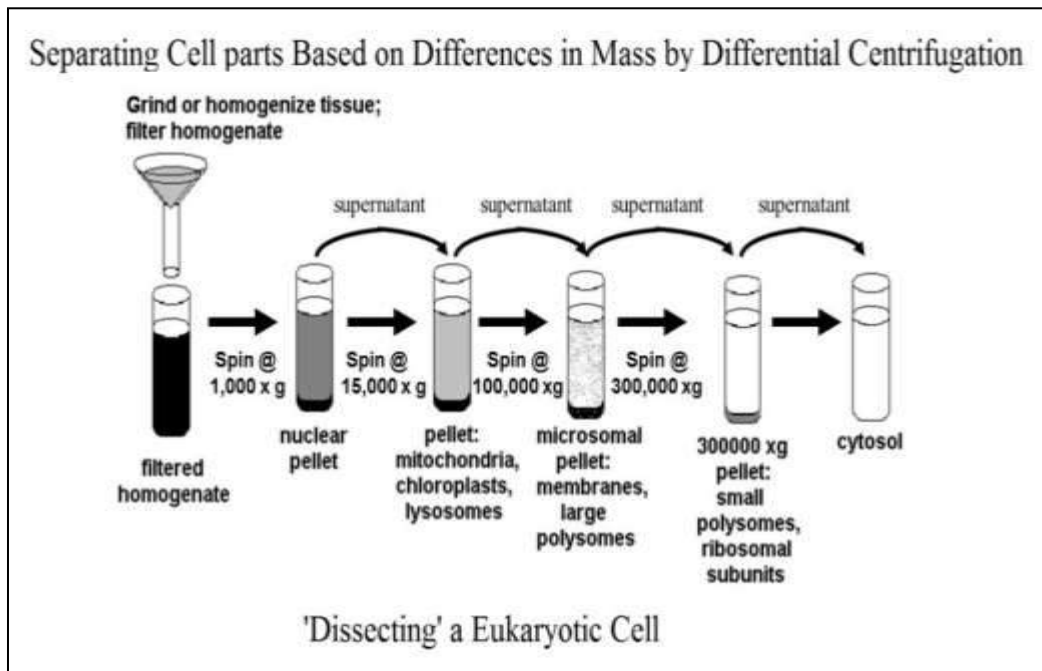 Separating Cell parts Based on Differences in Mass by Differential Centrifugation
Grind or homogenize tissue;
filter homogenate
supernatant
supernatant
supernatant
supernatant
Spin @
1,000 x g
Spin @
15,000 x g
Spin @
100,000 xg
Spin @
300,000 xg
filtered
homogenate
nuclear
pellet
pellet:
mitochondria,
chloroplasts,
lysosomes
microsomal
pellet:
membranes,
large
polysomes
300000 xg
pellet:
small
polysomes,
ribosomal
subunits
cytosol
'Dissecting' a Eukaryotic Cell